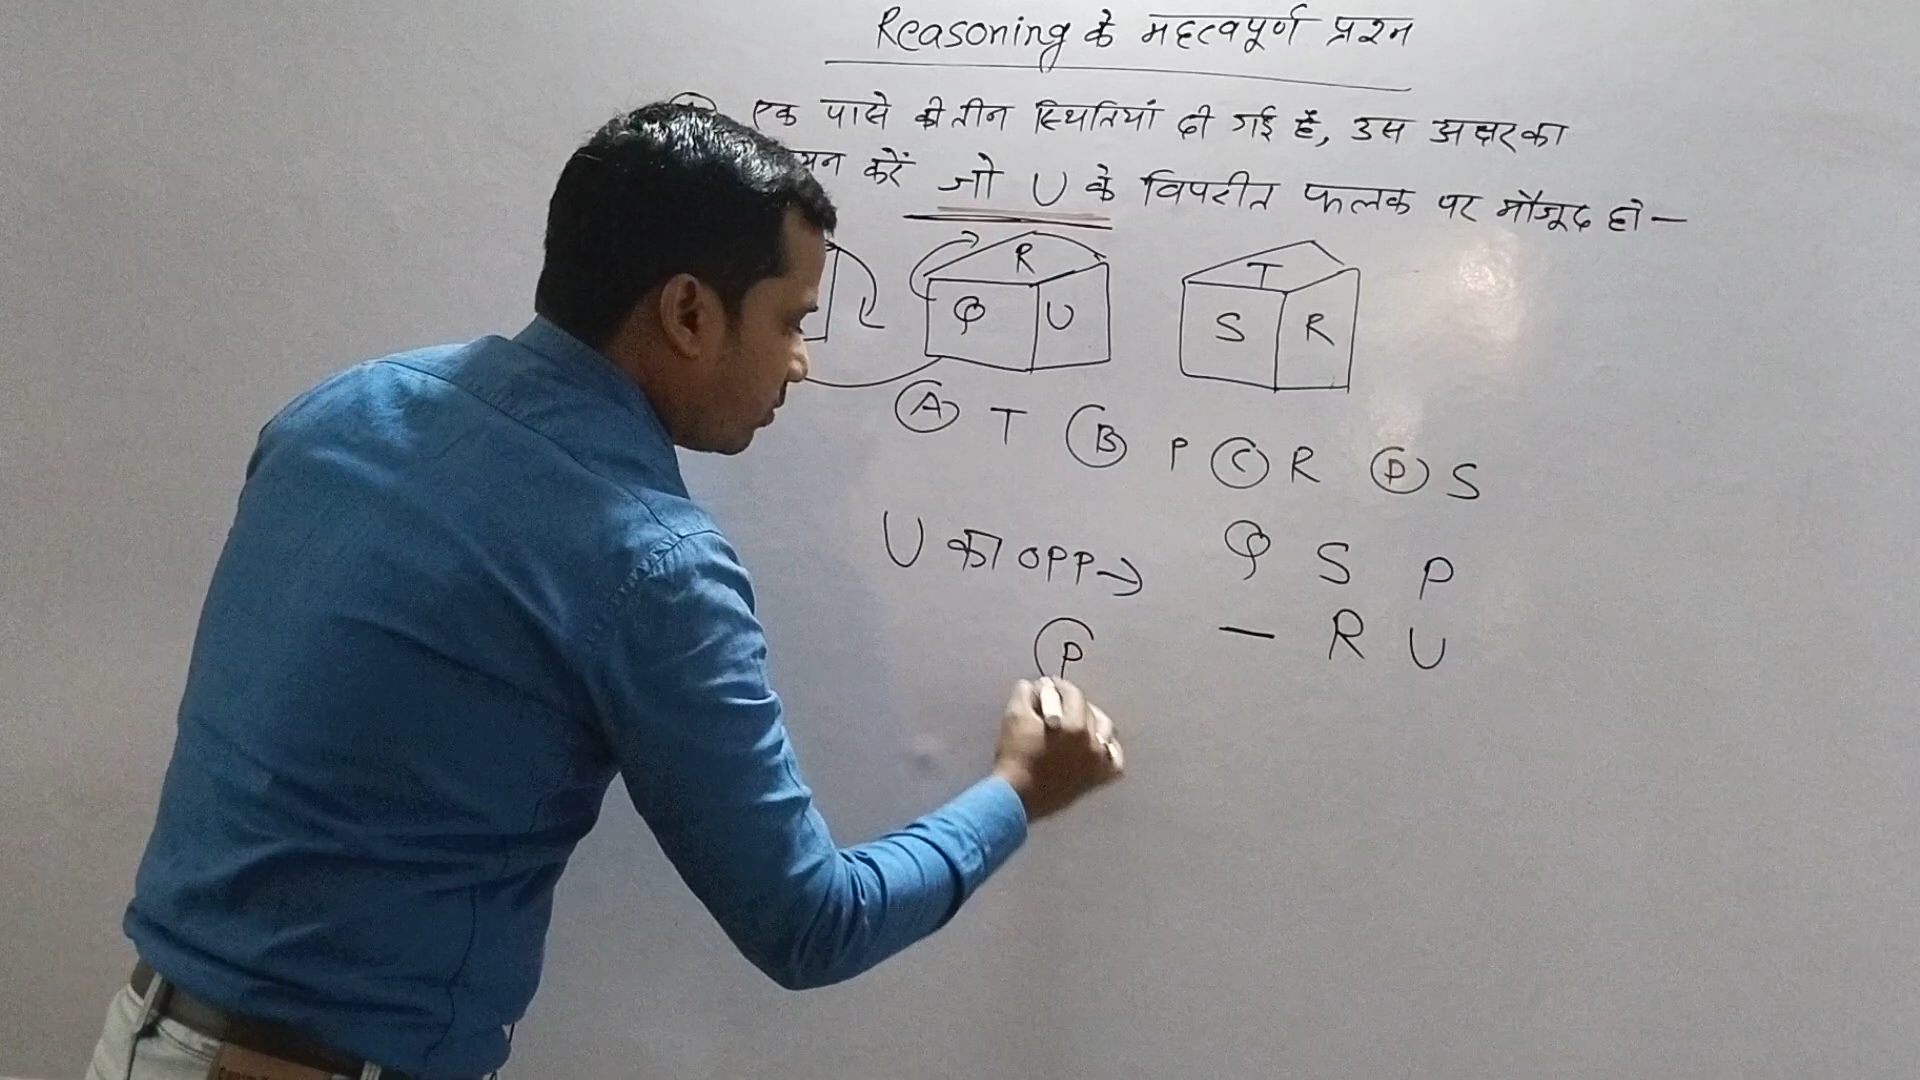 Reasoning के महत्वपूर्ण प्रश्न
एक पासे की तीन स्थितियां दी गई हैं, उस अक्षर का
करें जो U के विपरीत फलक पर मौजूद हो —
R
Q U
T
S R
A T B P C R D S
U का OPP→
Q S P
— R U
P